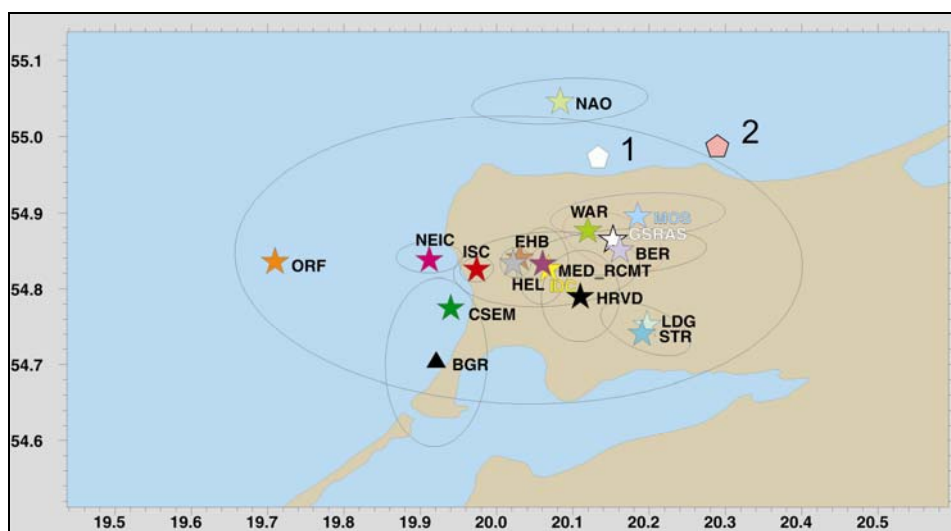 55.1
NAO
55.0
1
2
54.9
WAR
MOS
GSRAS
NEIC
ISC
EHB
BER
ORF
MED_RCMT
HEL
IDC
54.8
HRVD
CSEM
LDG
STR
54.7
BGR
54.6
19.5 19.6 19.7 19.8 19.9 20.0 20.1 20.2 20.3 20.4 20.5